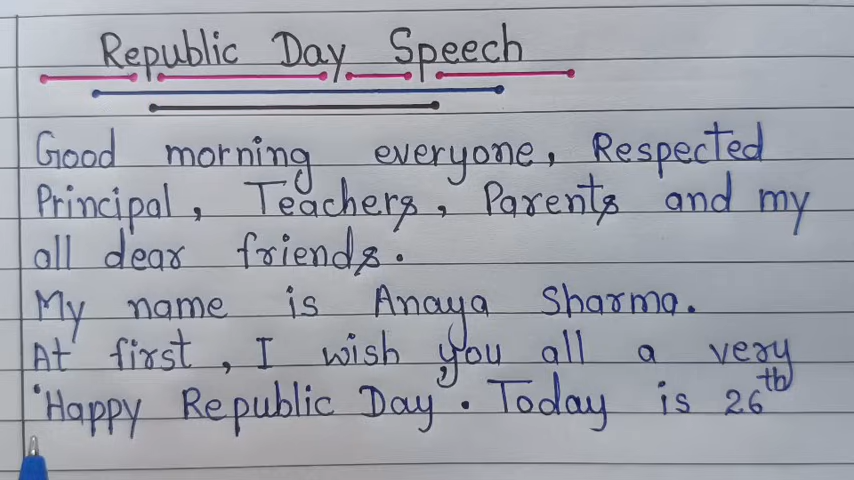 Republic Day Speech
Good morning everyone, Respected
Principal, Teachers, Parents and my
all dear friends.
My name is Anaya Sharma.
At first, I wish you all a very
'Happy Republic Day'. Today is 26th